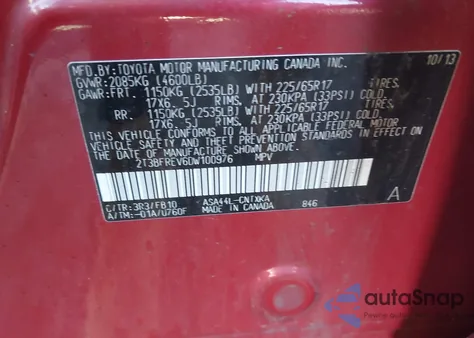 MFD.BY:TOYOTA MOTOR MANUFACTURING CANADA INC. 10/13
GVWR:2085KG(4600LB)
GAWR:FRT. 1150KG(2535LB)WITH 225/65R17
17X6.5J RIMS, AT 230KPA(33PSI)COLD.
RR. 1150KG(2535LB)WITH 225/65R17
17X6.5J RIMS, AT 230KPA(33PSI)COLD.
THIS VEHICLE CONFORMS TO ALL APPLICABLE FEDERAL MOTOR
VEHICLE SAFETY AND THEFT PREVENTION STANDARDS IN EFFECT ON
THE DATE OF MANUFACTURE SHOWN ABOVE.
2T3BFREV6DW100976 MPV
A
C/TR:3R3/FB10 ASA44L-CNTXKA
A/TM:-01A/U760F MADE IN CANADA 846
autoSnap